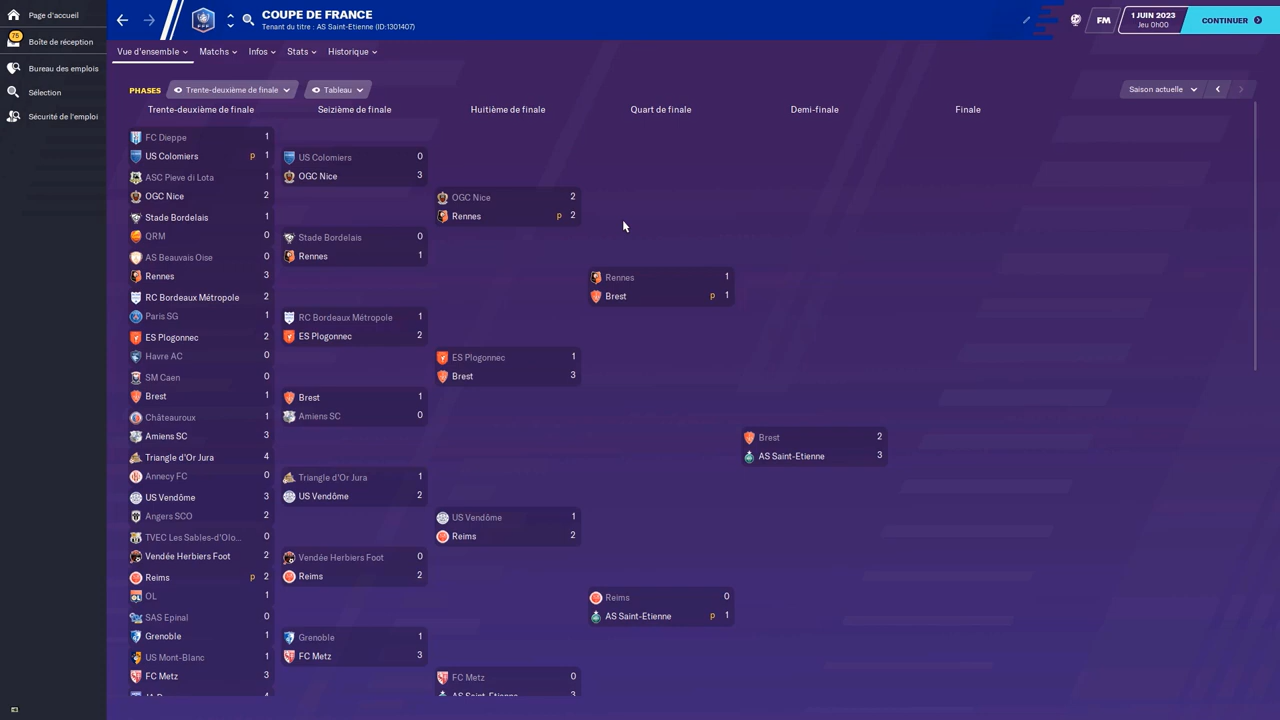 Page d'accueil
75
Boîte de réception
Bureau des emplois
Sélection
Sécurité de l'emploi
COUPE DE FRANCE
Tenant du titre : AS Saint-Etienne (ID:1301407)
FM
1 JUIN 2023
Jeu 0h00
CONTINUER
Vue d'ensemble
Matchs
Infos
Stats
Historique
PHASES
Trente-deuxième de finale
Tableau
Saison actuelle
Trente-deuxième de finale
Seizième de finale
Huitième de finale
Quart de finale
Demi-finale
Finale
FC Dieppe 1
US Colomiers p 1
ASC Pieve di Lota 1
OGC Nice 2
Stade Bordelais 1
QRM 0
AS Beauvais Oise 0
Rennes 3
RC Bordeaux Métropole 2
Paris SG 1
ES Plogonnec 2
Havre AC 0
SM Caen 0
Brest 1
Châteauroux 1
Amiens SC 3
Triangle d'Or Jura 4
Annecy FC 0
US Vendôme 3
Angers SCO 2
TVEC Les Sables-d'Olo... 0
Vendée Herbiers Foot 2
Reims p 2
OL 1
SAS Epinal 0
Grenoble 1
US Mont-Blanc 1
FC Metz 3
US Colomiers 0
OGC Nice 3
Stade Bordelais 0
Rennes 1
RC Bordeaux Métropole 1
ES Plogonnec 2
Brest 1
Amiens SC 0
Triangle d'Or Jura 1
US Vendôme 2
Vendée Herbiers Foot 0
Reims 2
Grenoble 1
FC Metz 3
OGC Nice 2
Rennes p 2
ES Plogonnec 1
Brest 3
US Vendôme 1
Reims 2
FC Metz 0
AS Saint-Etienne 3
Rennes 1
Brest p 1
Reims 0
AS Saint-Etienne p 1
Brest 2
AS Saint-Etienne 3